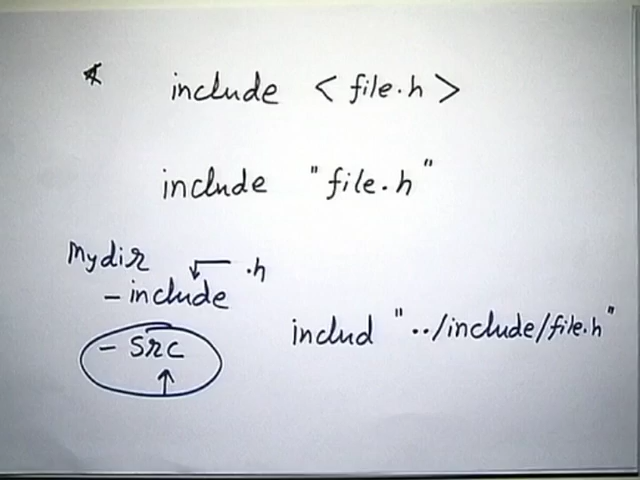 include <file.h>
include "file.h"
Mydir
.h
- include
includ "../include/file.h"
- src